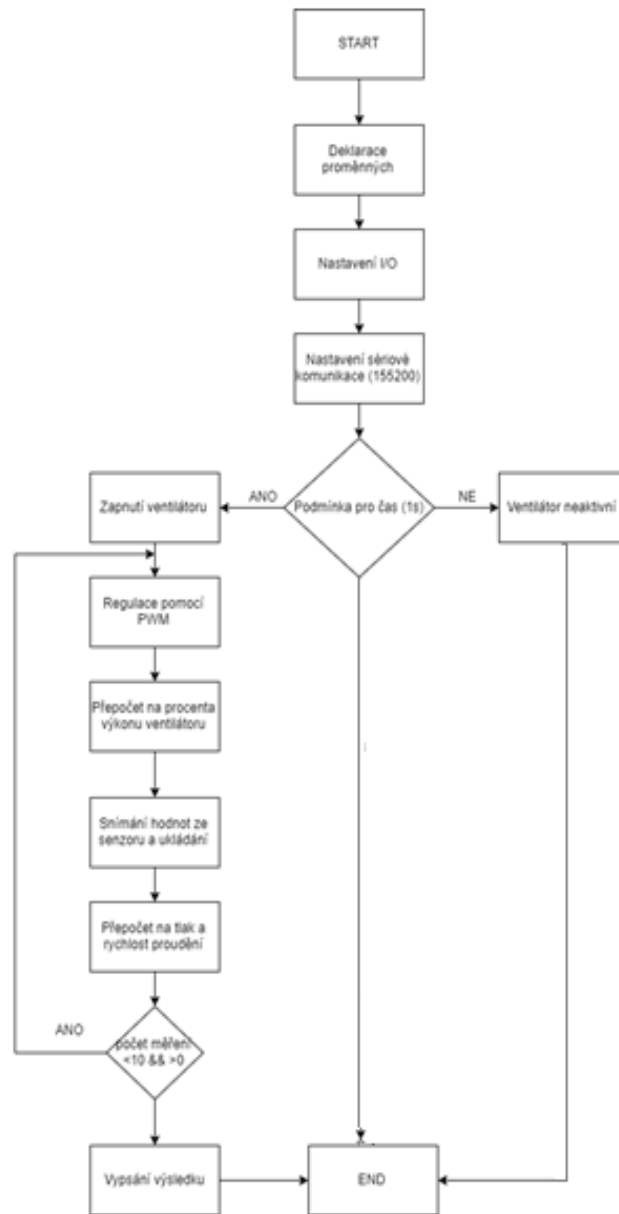 START
Deklarace
proměnných
Nastavení I/O
Nastavení sériové
komunikace (155200)
Podmínka pro čas (1s)
ANO
NE
Zapnutí ventilátoru
Ventilátor neaktivní
Regulace pomocí
PWM
Přepočet na procenta
výkonu ventilátoru
Snímání hodnot ze
senzoru a ukládání
Přepočet na tlak a
rychlost proudění
ANO
počet měření
<10 && >0
Vypsání výsledku
END